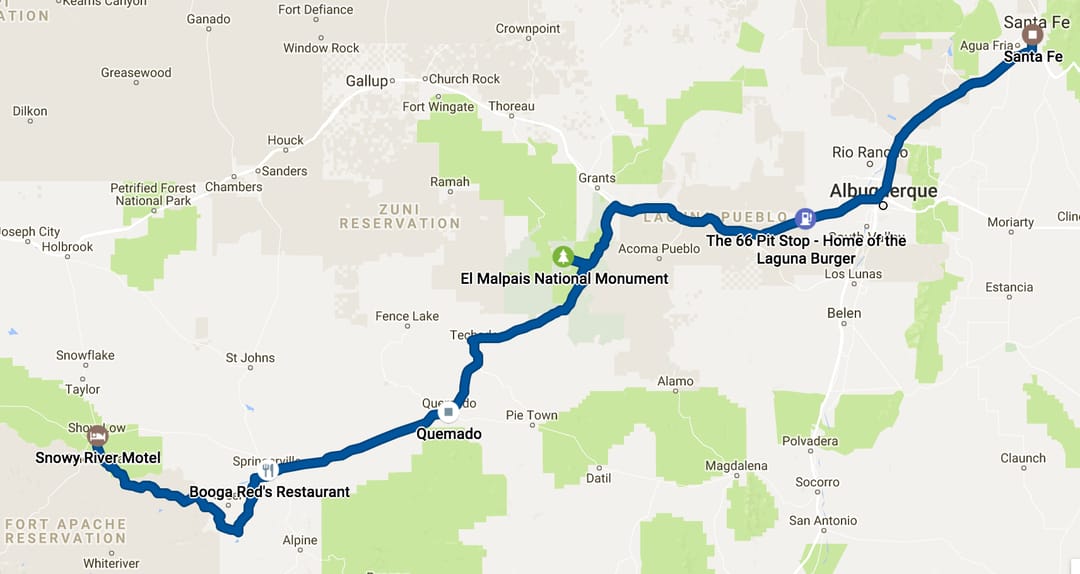 Keams Canyon
ATION
Ganado
Fort Defiance
Window Rock
Crownpoint
Santa Fe
Agua Fria
Santa Fe
Greasewood
Gallup
Church Rock
Fort Wingate
Thoreau
Dilkon
Houck
Sanders
Chambers
Rio Rancho
Petrified Forest
National Park
Ramah
Grants
Albuquerque
ZUNI
RESERVATION
LAGUNA PUEBLO
Moriarty
Clin
Joseph City
Holbrook
Acoma Pueblo
South Valley
The 66 Pit Stop - Home of the
Laguna Burger
El Malpais National Monument
Los Lunas
Estancia
Belen
Fence Lake
Snowflake
St Johns
Taylor
Alamo
Quemado
Pie Town
Quemado
Show Low
Snowy River Motel
Springerville
Booga Red's Restaurant
Polvadera
Datil
Magdalena
Claunch
Socorro
San Antonio
FORT APACHE
RESERVATION
Alpine
Whiteriver